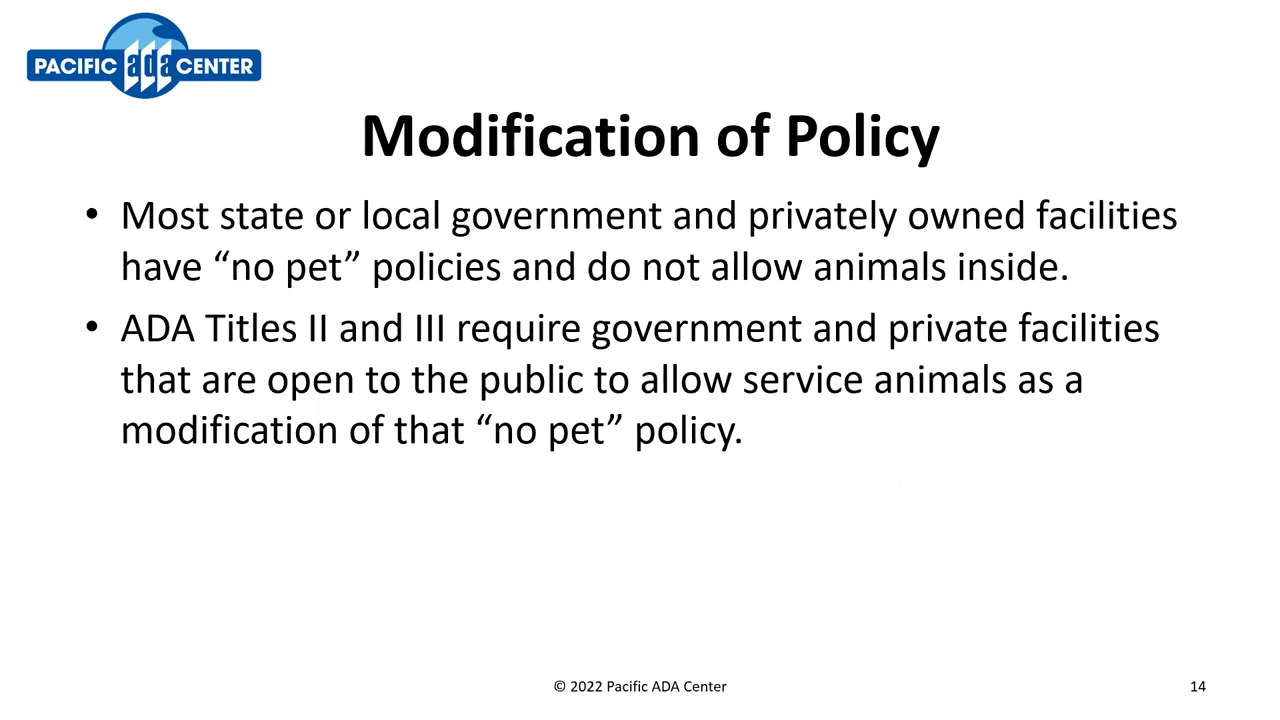 PACIFIC ada CENTER
Modification of Policy
• Most state or local government and privately owned facilities
have “no pet” policies and do not allow animals inside.
• ADA Titles II and III require government and private facilities
that are open to the public to allow service animals as a
modification of that “no pet” policy.
© 2022 Pacific ADA Center
14